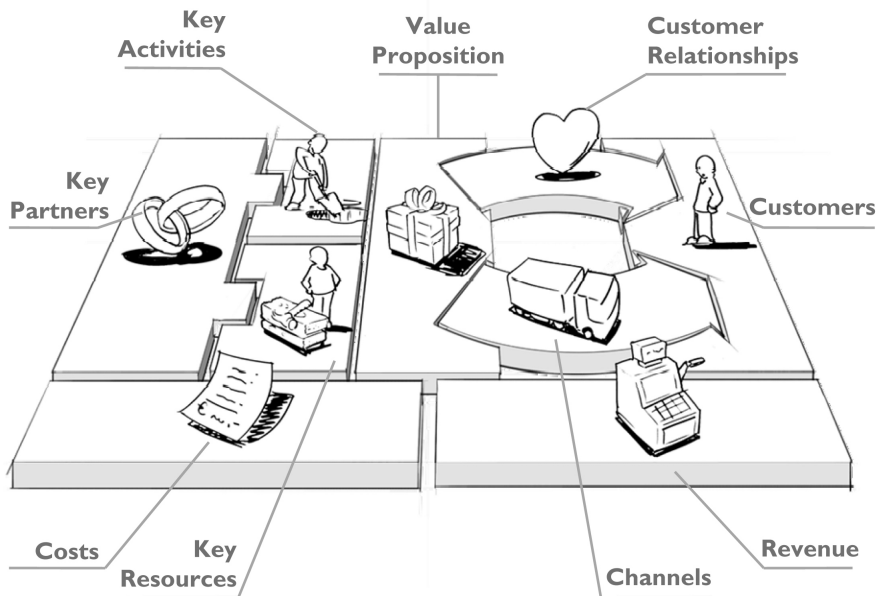 Key
Activities
Value
Proposition
Customer
Relationships
Key
Partners
Customers
€
Costs
Key
Resources
Channels
Revenue